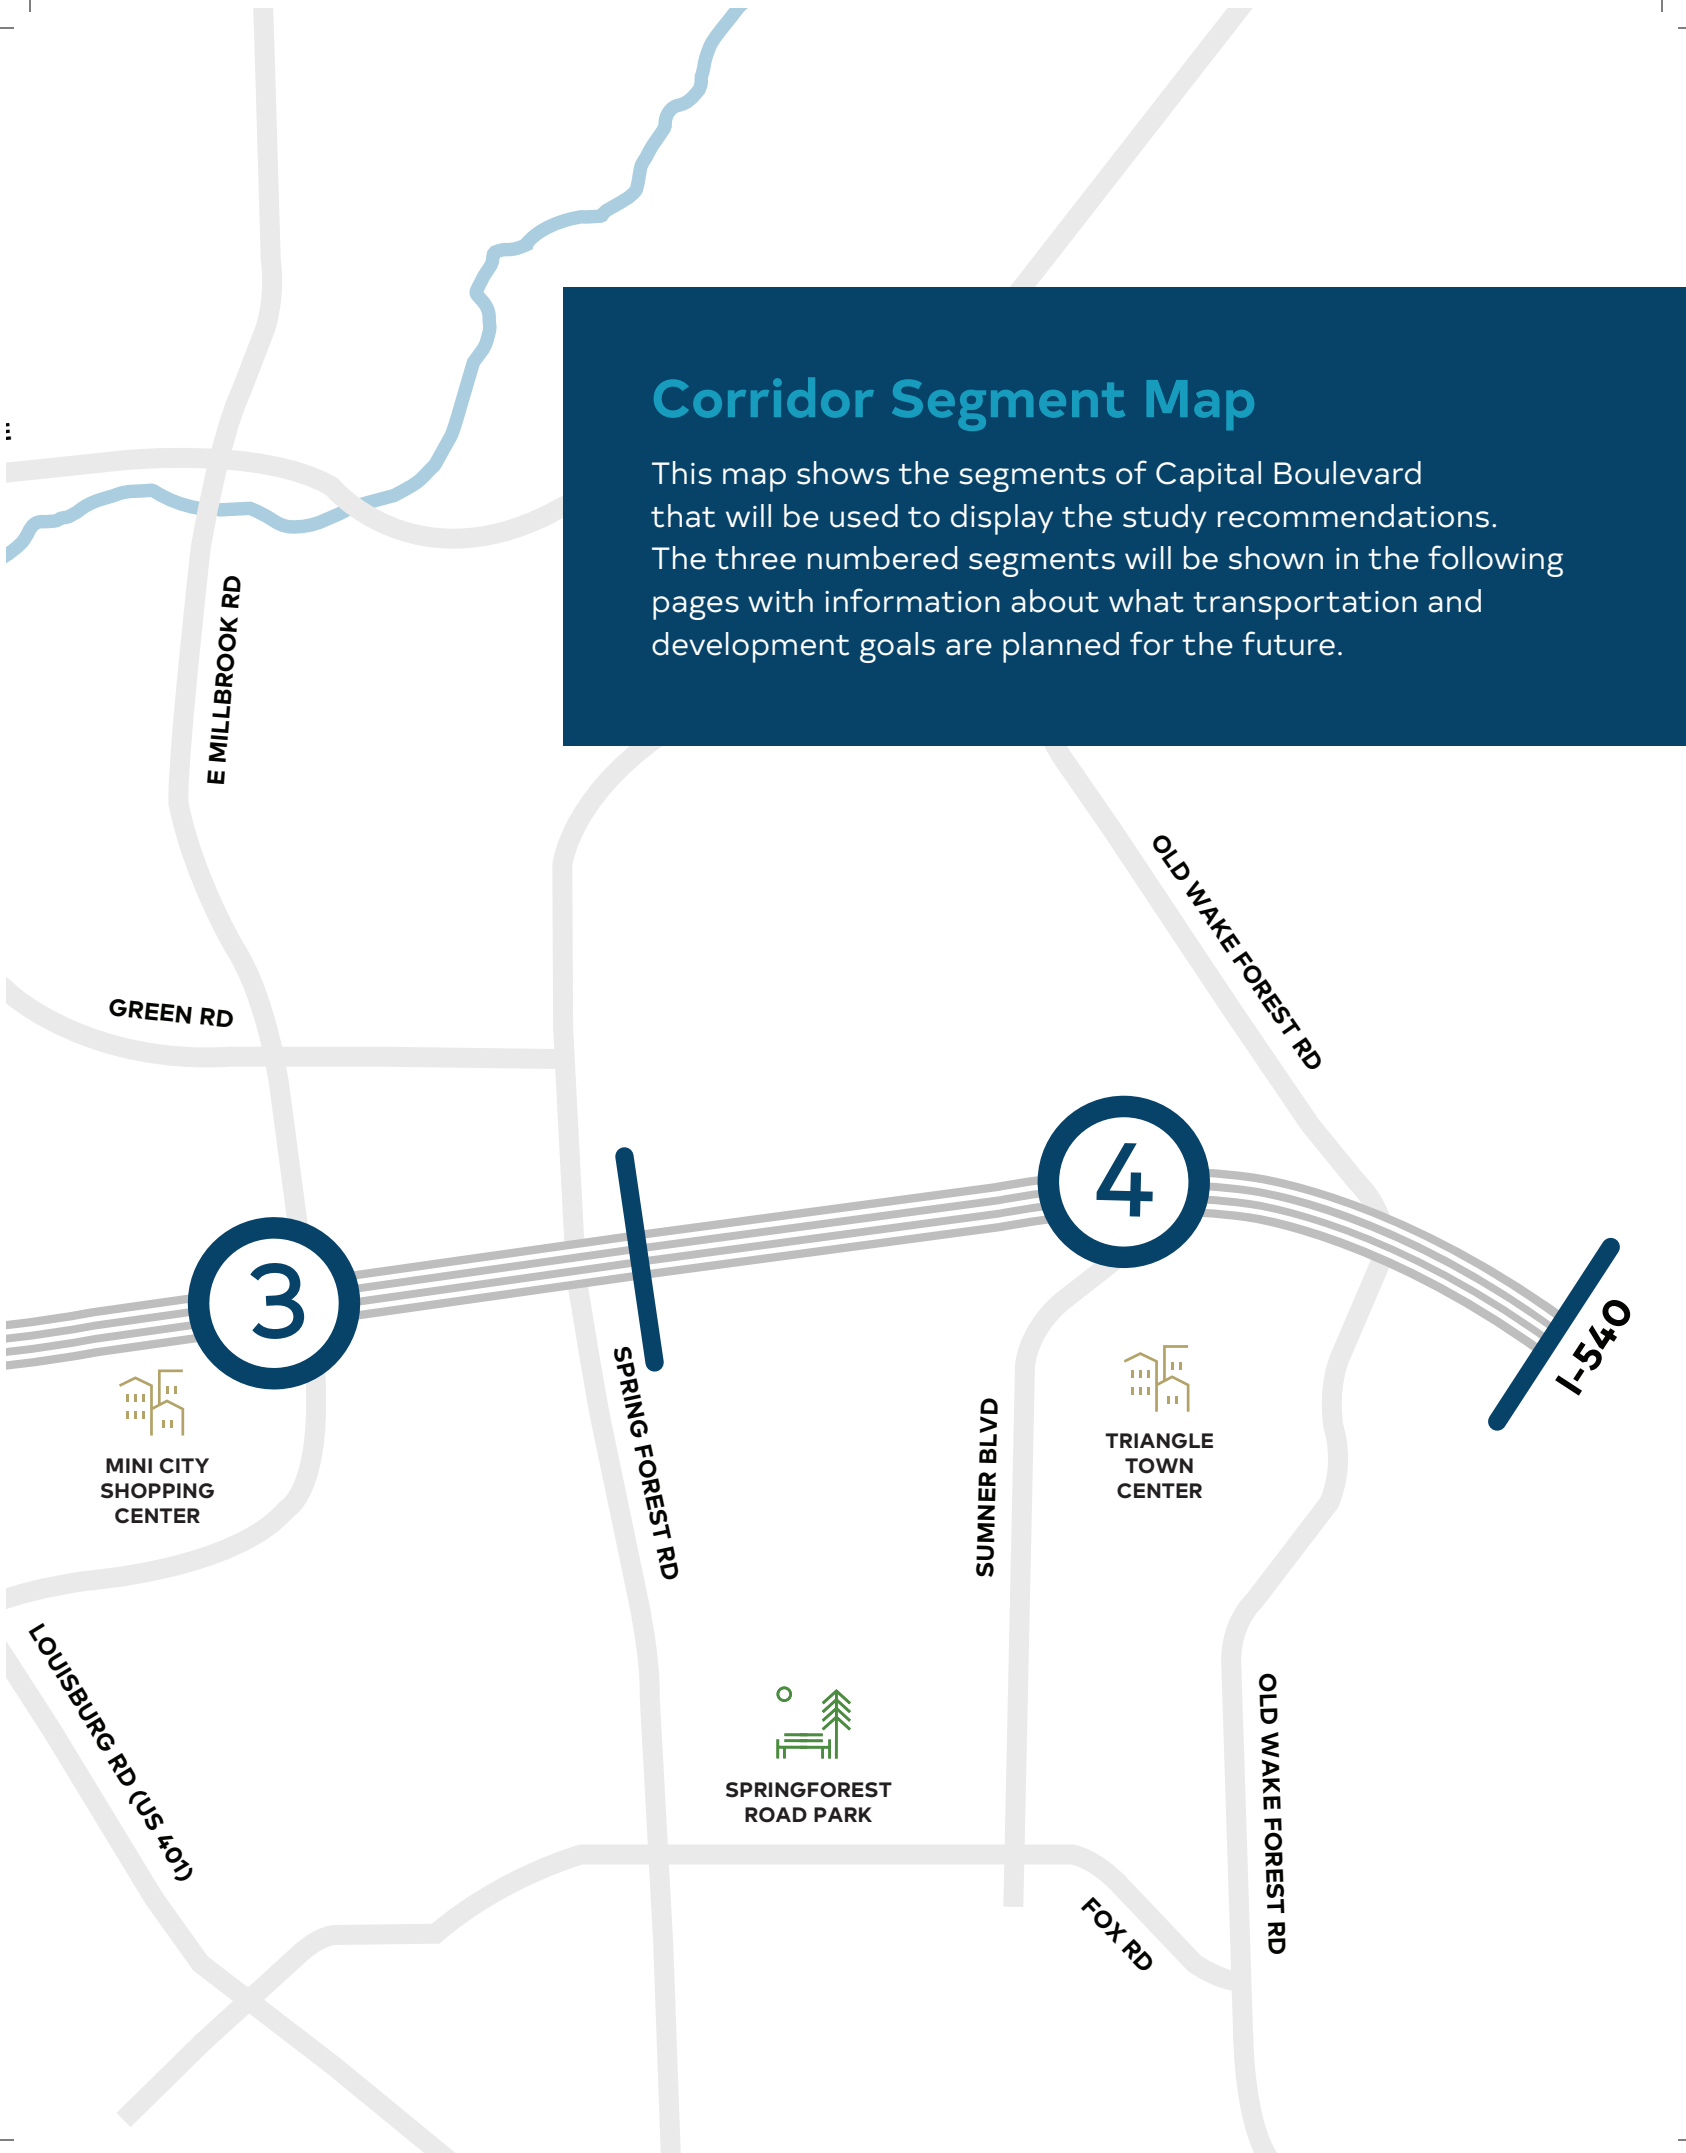 Corridor Segment Map
This map shows the segments of Capital Boulevard
that will be used to display the study recommendations.
The three numbered segments will be shown in the following
pages with information about what transportation and
development goals are planned for the future.
E MILLBROOK RD
OLD WAKE FOREST RD
GREEN RD
4
3
I-540
SPRING FOREST RD
SUMNER BLVD
TRIANGLE
TOWN
CENTER
MINI CITY
SHOPPING
CENTER
LOUISBURG RD (US 401)
SPRINGFOREST
ROAD PARK
OLD WAKE FOREST RD
FOX RD